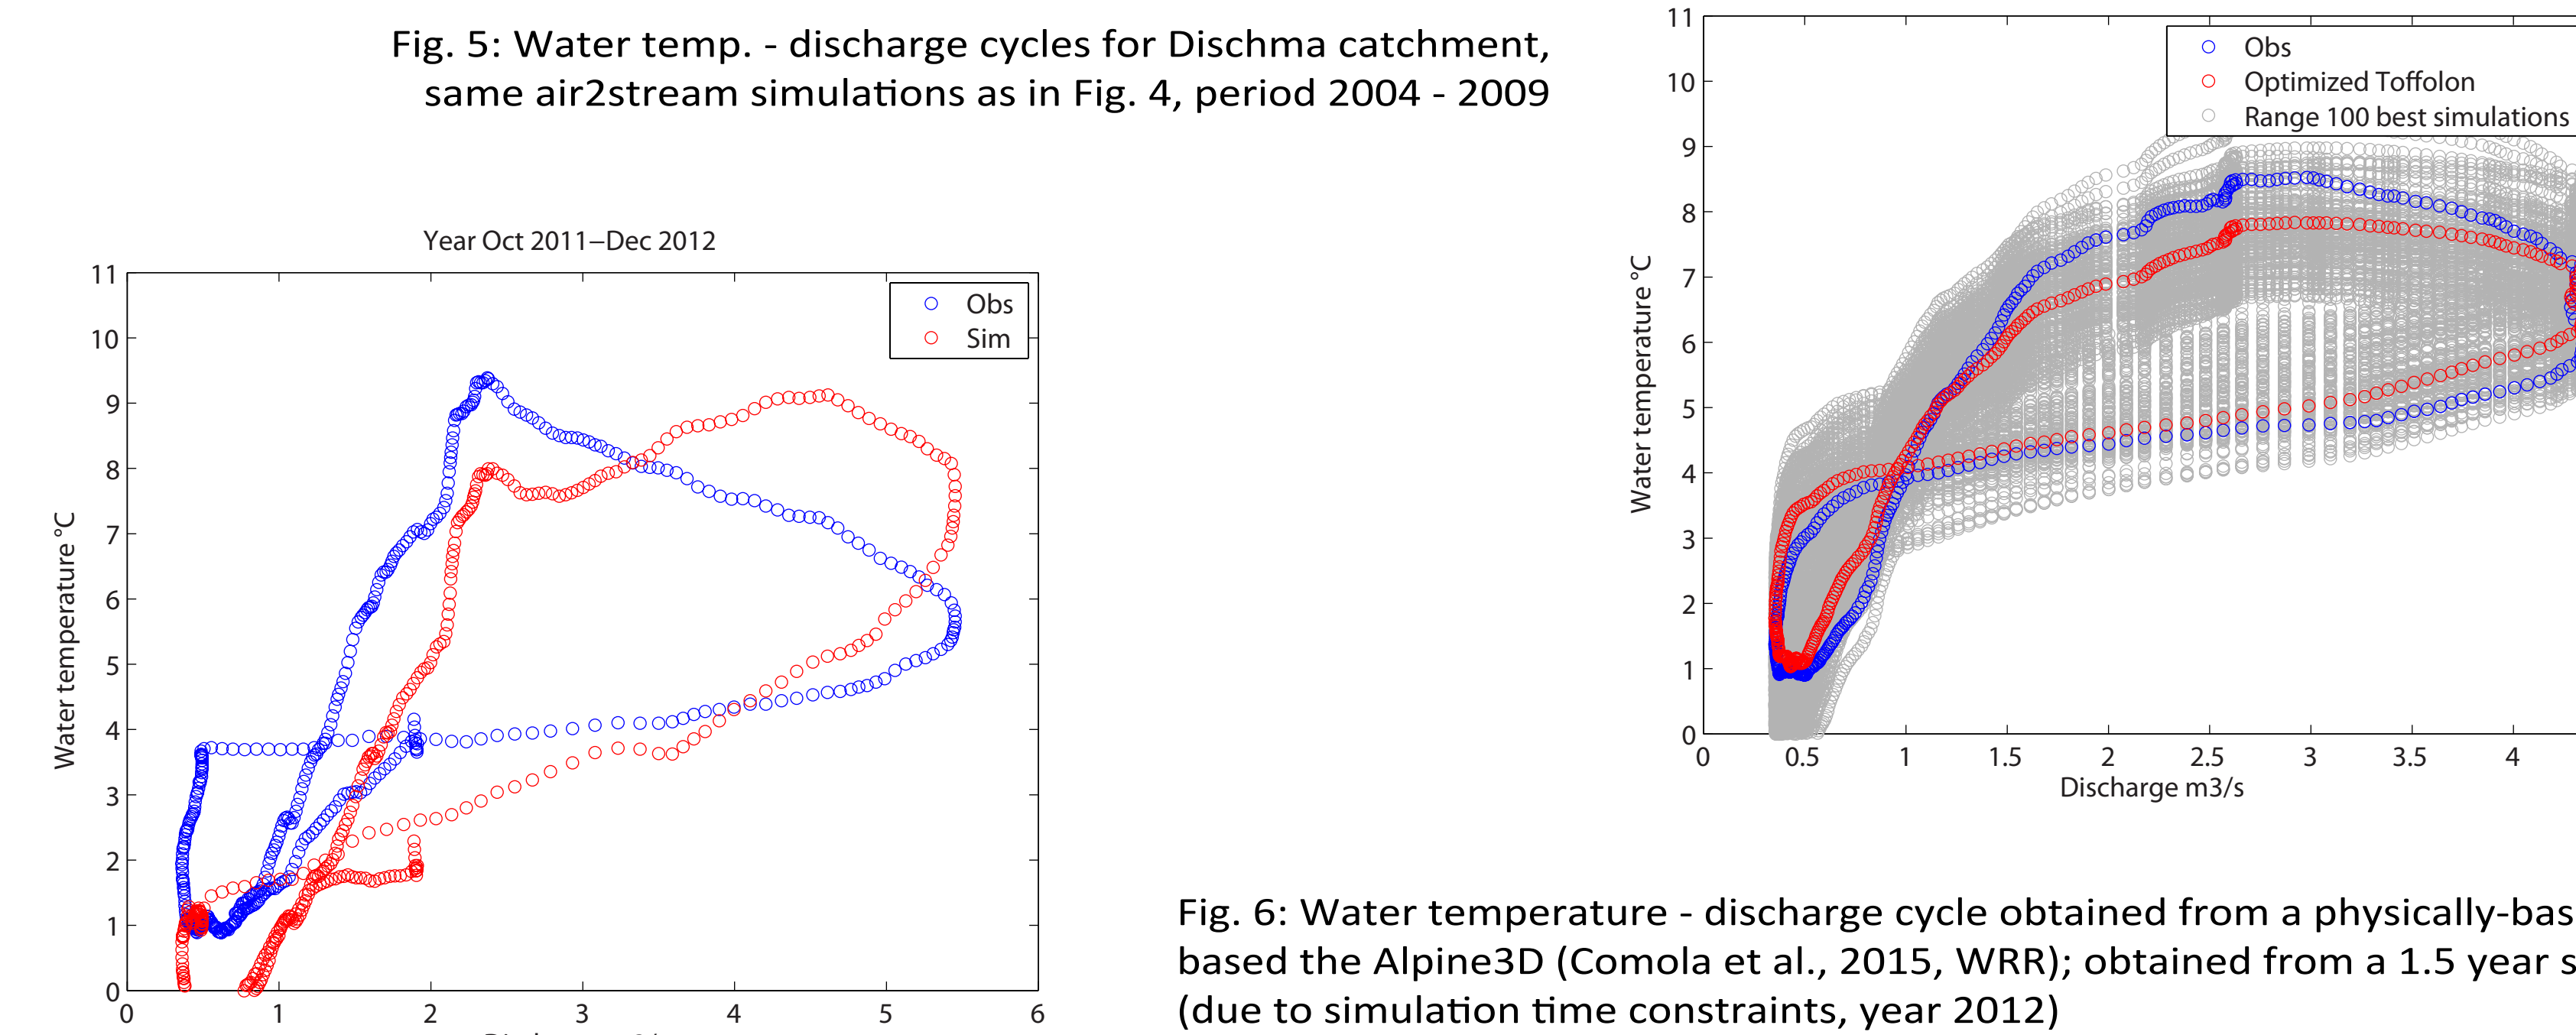 Fig. 5: Water temp. - discharge cycles for Dischma catchment,
same air2stream simulations as in Fig. 4, period 2004 - 2009
11
10
9
8
7
6
5
4
3
2
1
0
Water temperature °C
Obs
Optimized Toffolon
Range 100 best simulations
0
0.5
1
1.5
2
2.5
3
3.5
4
Discharge m3/s
Year Oct 2011–Dec 2012
11
10
9
8
7
6
5
4
3
2
1
0
Water temperature °C
Obs
Sim
0
1
2
3
4
5
6
Fig. 6: Water temperature - discharge cycle obtained from a physically-bas
based the Alpine3D (Comola et al., 2015, WRR); obtained from a 1.5 year s
(due to simulation time constraints, year 2012)